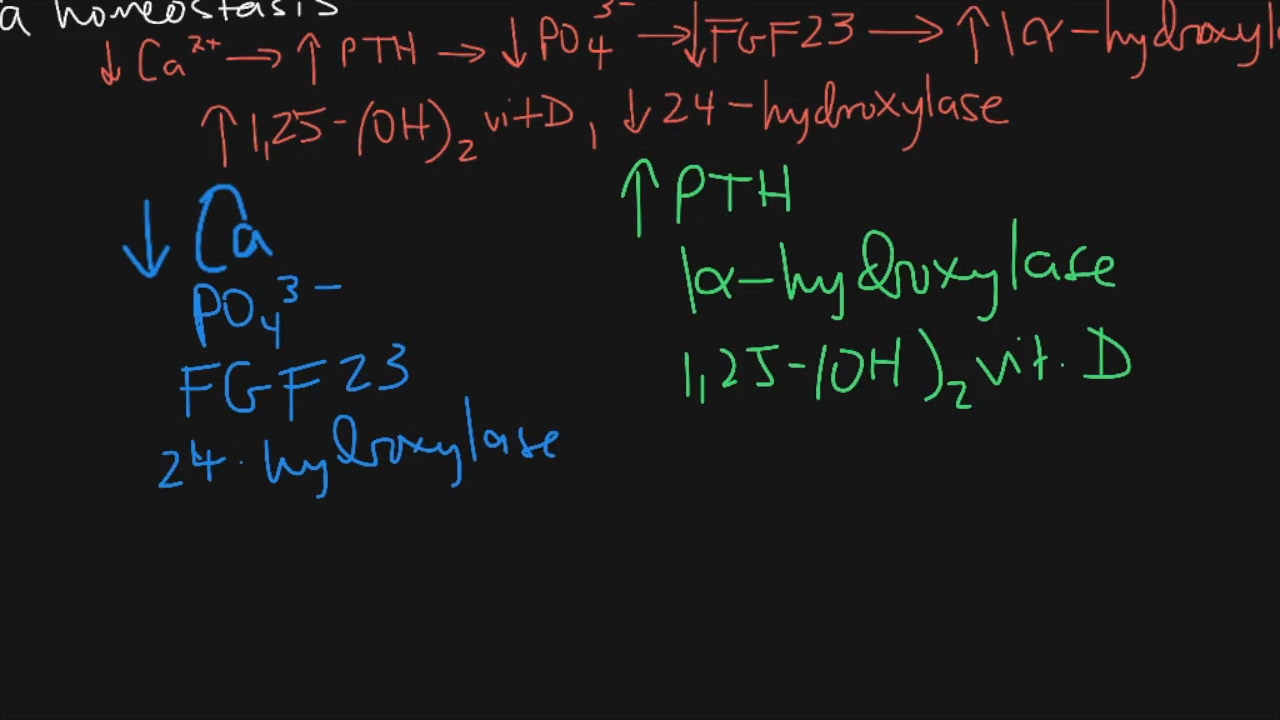 a homeostasis
↓ Ca²⁺ → ↑ PTH → ↓ PO₄³⁻ → ↓FGF23 → ↑ 1α-hydroxyl
↑ 1,25-(OH)₂ vitD, ↓ 24-hydroxylase
↓ Ca
PO₄³⁻
FGF23
24-hydroxylase
↑ PTH
1α-hydroxylase
1,25-(OH)₂ vit. D